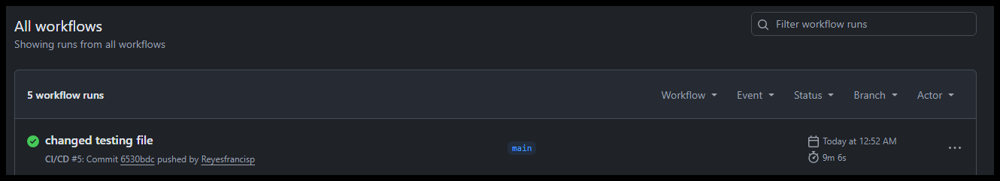 All workflows
Filter workflow runs
Showing runs from all workflows
5 workflow runs
Workflow Event Status Branch Actor
changed testing file
CI/CD #5: Commit 6530bdc pushed by Reyesfrancisp
main
Today at 12:52 AM
9m 6s